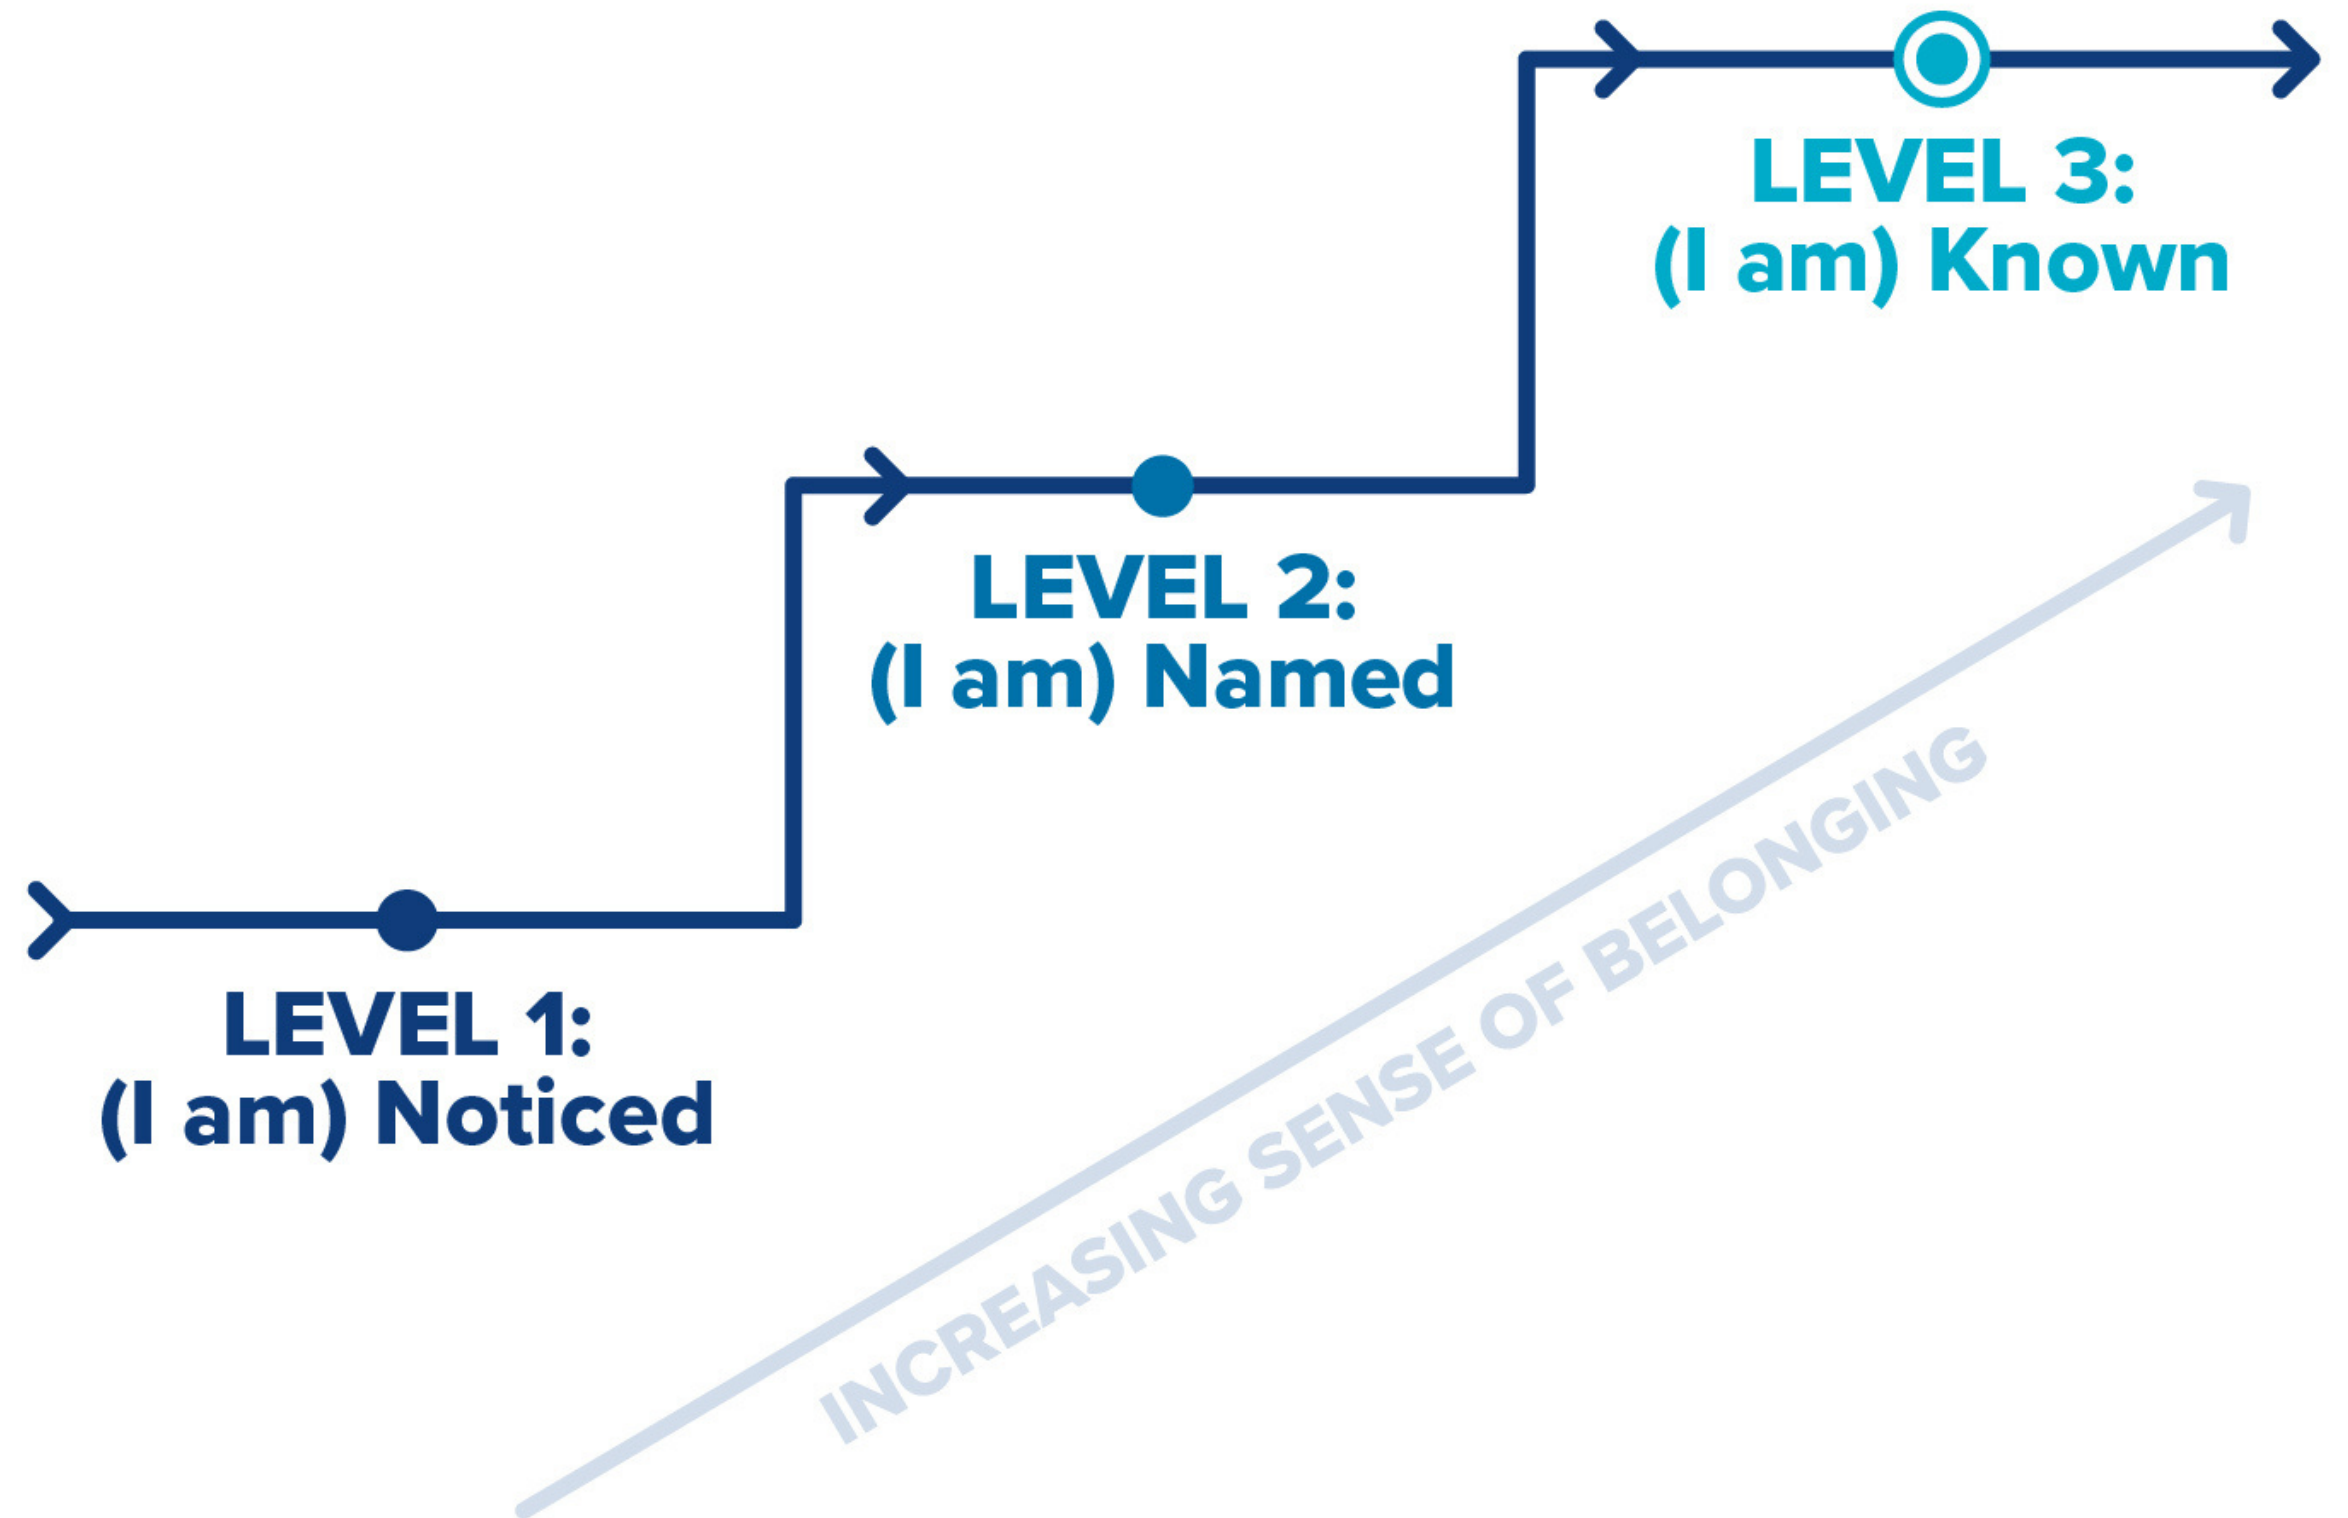 LEVEL 3:
(I am) Known
LEVEL 2:
(I am) Named
LEVEL 1:
(I am) Noticed
INCREASING SENSE OF BELONGING